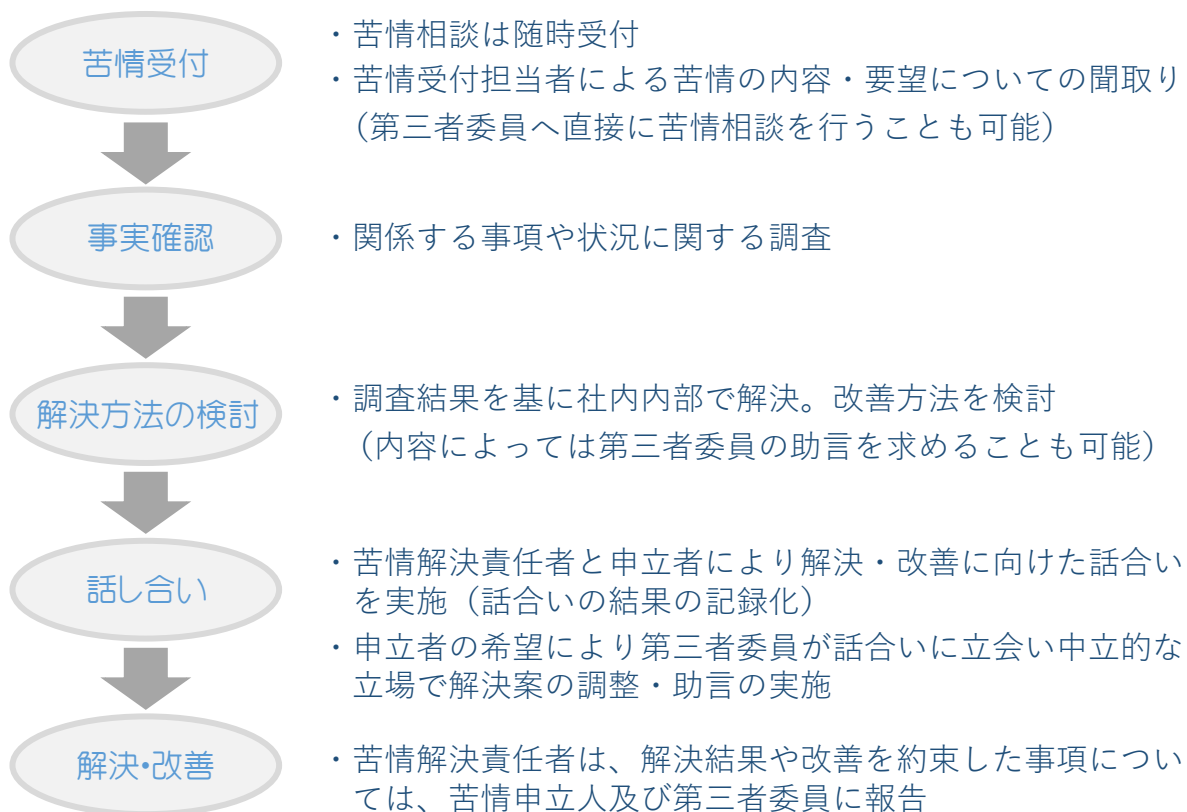 苦情受付
・苦情相談は随時受付
・苦情受付担当者による苦情の内容・要望についての聞取り
（第三者委員へ直接に苦情相談を行うことも可能）
事実確認
・関係する事項や状況に関する調査
解決方法の検討
・調査結果を基に社内内部で解決。改善方法を検討
（内容によっては第三者委員の助言を求めることも可能）
話し合い
・苦情解決責任者と申立者により解決・改善に向けた話合い
を実施（話合いの結果の記録化）
・申立者の希望により第三者委員が話合いに立会い中立的な
立場で解決案の調整・助言の実施
解決・改善
・苦情解決責任者は、解決結果や改善を約束した事項につい
ては、苦情申立人及び第三者委員に報告